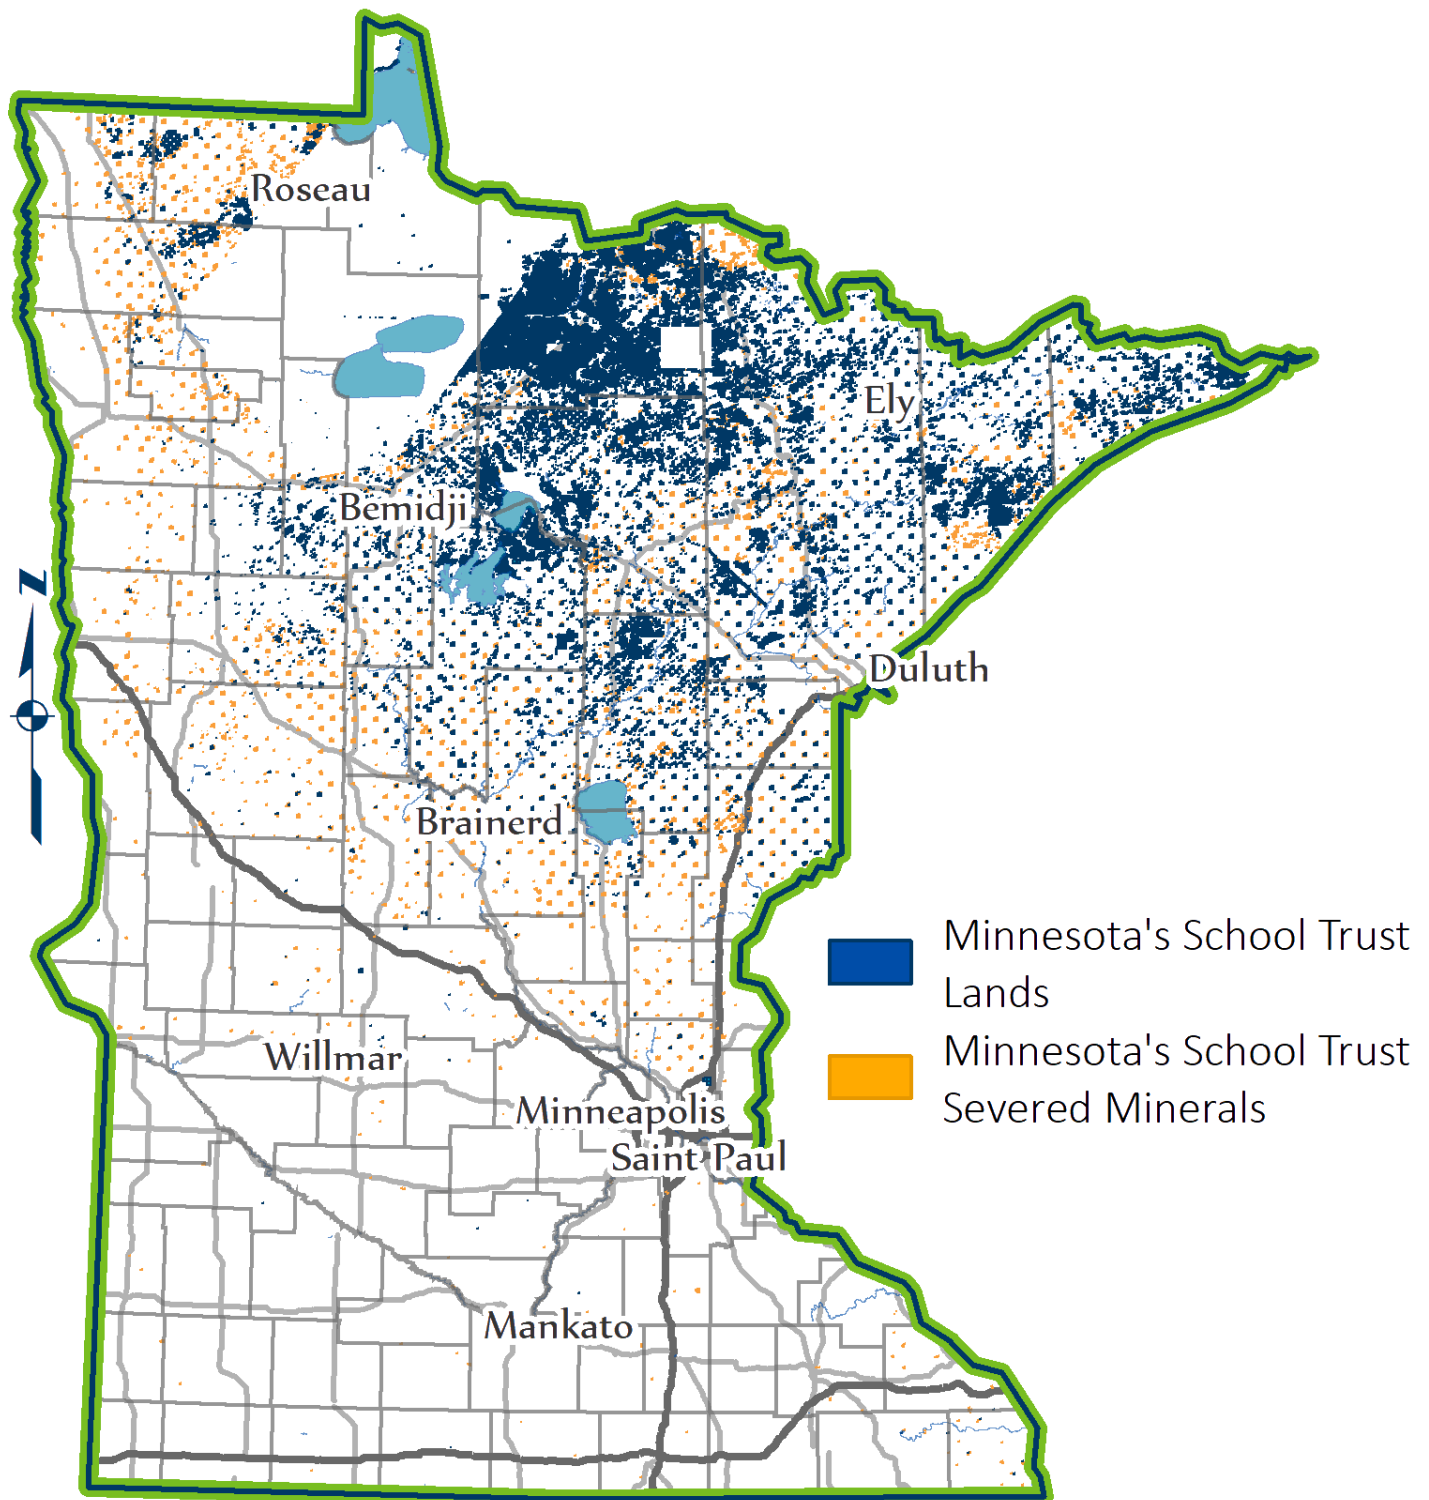 Roseau
Ely
Bemidji
N
Duluth
Brainerd
Minnesota's School Trust
Lands
Minnesota's School Trust
Severed Minerals
Willmar
Minneapolis
Saint Paul
Mankato